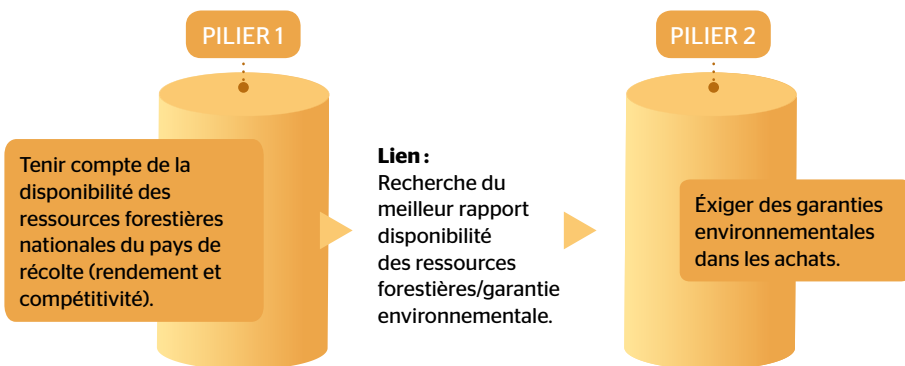 PILIER 1
Tenir compte de la
disponibilité des
ressources forestières
nationales du pays de
récolte (rendement et
compétitivité).
Lien :
Recherche du
meilleur rapport
disponibilité
des ressources
forestières/garantie
environnementale.
PILIER 2
Éxiger des garanties
environnementales
dans les achats.